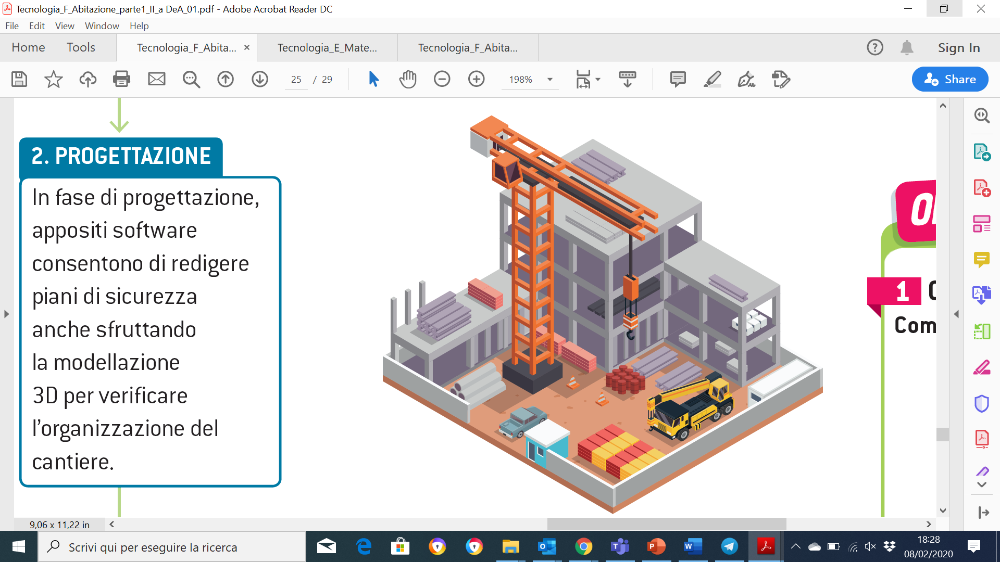 Tecnologia_F_Abitazione_parte1_II_a DeA_01.pdf - Adobe Acrobat Reader DC
File Edit View Window Help
Home Tools Tecnologia_F_Abita... × Tecnologia_E_Mate... Tecnologia_F_Abita... Sign In
25 / 29 198% Share
2. PROGETTAZIONE
In fase di progettazione,
appositi software
consentono di redigere
piani di sicurezza
anche sfruttando
la modellazione
3D per verificare
l'organizzazione del
cantiere.
1
Com
9,06 x 11,22 in
Scrivi qui per eseguire la ricerca
18:28
08/02/2020